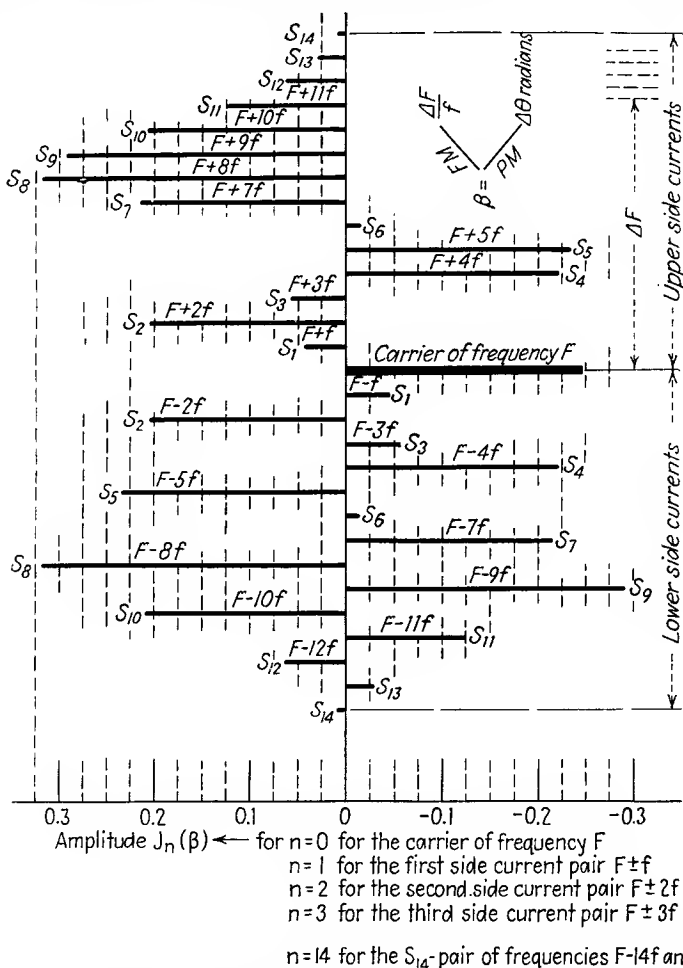 S14
S13
S12
F+11f
S11
F+10f
S10
F+9f
S9
F+8f
S8
F+7f
S7
S6
F+5f
S5
F+4f
S4
F+3f
S3
F+2f
S2
F+f
S1
ΔF/f
Δθ radians
FM
PM
β=
ΔF
Upper side currents
Carrier of frequency F
F-f
S1
F-2f
S2
F-3f
S3
F-4f
S4
F-5f
S5
S6
F-7f
S7
F-8f
S8
F-9f
S9
F-10f
S10
F-11f
S11
F-12f
S12
S13
S14
Lower side currents
0.3 0.2 0.1 0 -0.1 -0.2 -0.3
Amplitude Jn(β) ← for n=0 for the carrier of frequency F
n=1 for the first side current pair F±f
n=2 for the second side current pair F±2f
n=3 for the third side current pair F±3f
n=14 for the S14-pair of frequencies F-14f an